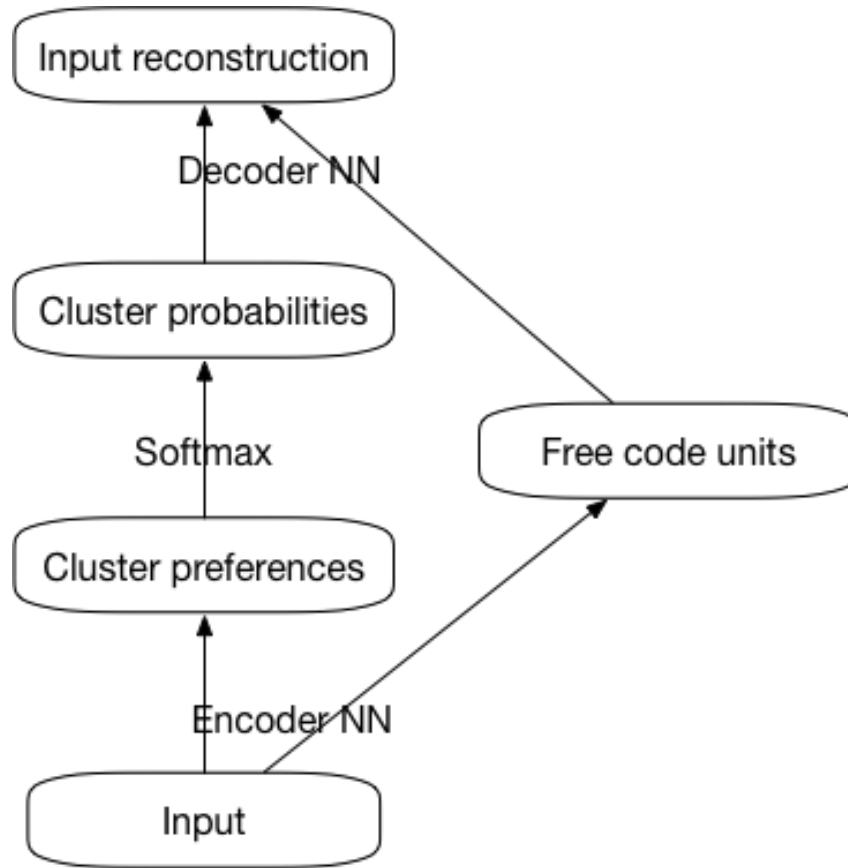 Input reconstruction
Decoder NN
Cluster probabilities
Softmax
Free code units
Cluster preferences
Encoder NN
Input